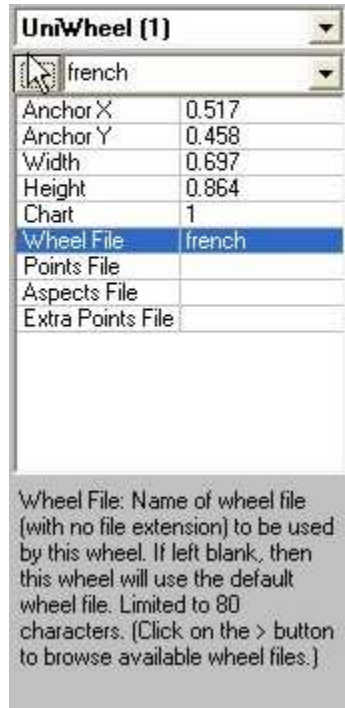 UniWheel (1)
french
Anchor X 0.517
Anchor Y 0.458
Width 0.697
Height 0.864
Chart 1
Wheel File french
Points File
Aspects File
Extra Points File
Wheel File: Name of wheel file
(with no file extension) to be used
by this wheel. If left blank, then
this wheel will use the default
wheel file. Limited to 80
characters. (Click on the > button
to browse available wheel files.)